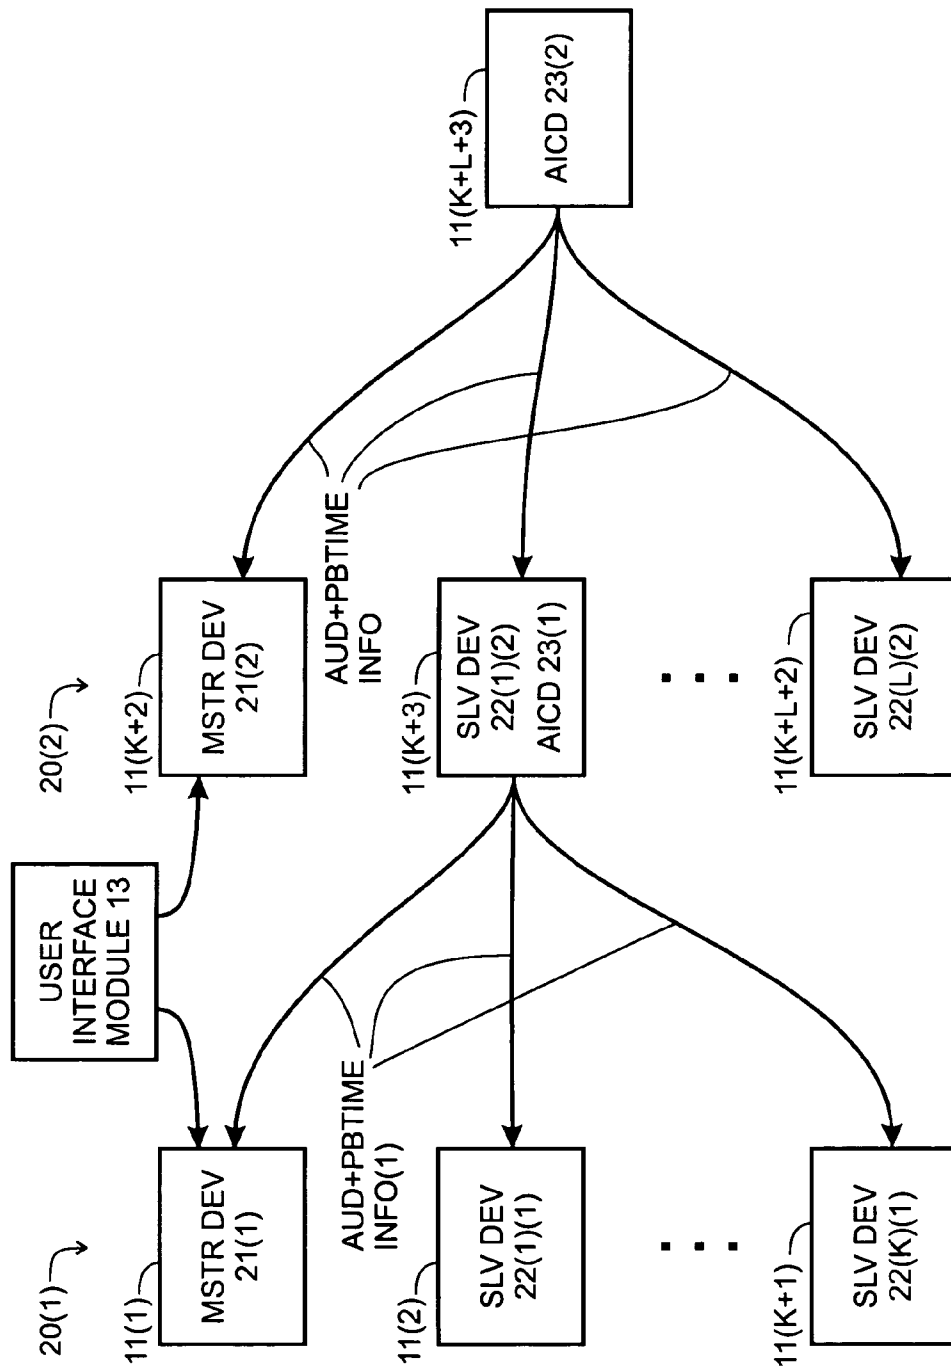 USER
INTERFACE
MODULE 13
20(1)
20(2)
11(1)
MSTR DEV
21(1)
11(K+2)
MSTR DEV
21(2)
AUD+PBTIME
INFO(1)
AUD+PBTIME
INFO
11(2)
SLV DEV
22(1)(1)
11(K+3)
SLV DEV
22(1)(2)
AICD 23(1)
11(K+L+3)
AICD 23(2)
11(K+1)
SLV DEV
22(K)(1)
11(K+L+2)
SLV DEV
22(L)(2)